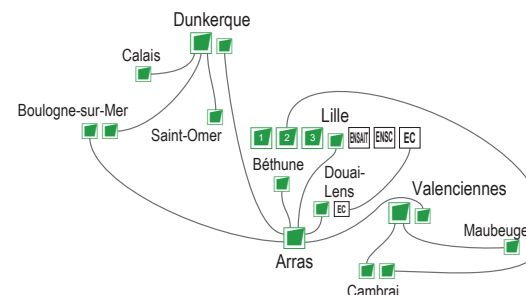 Dunkerque
Calais
Boulogne-sur-Mer
Saint-Omer
Lille
1 2 3 ENSAIT ENSC EC
Béthune
Douai-
Lens
EC
Valenciennes
Maubeuge
Arras
Cambrai